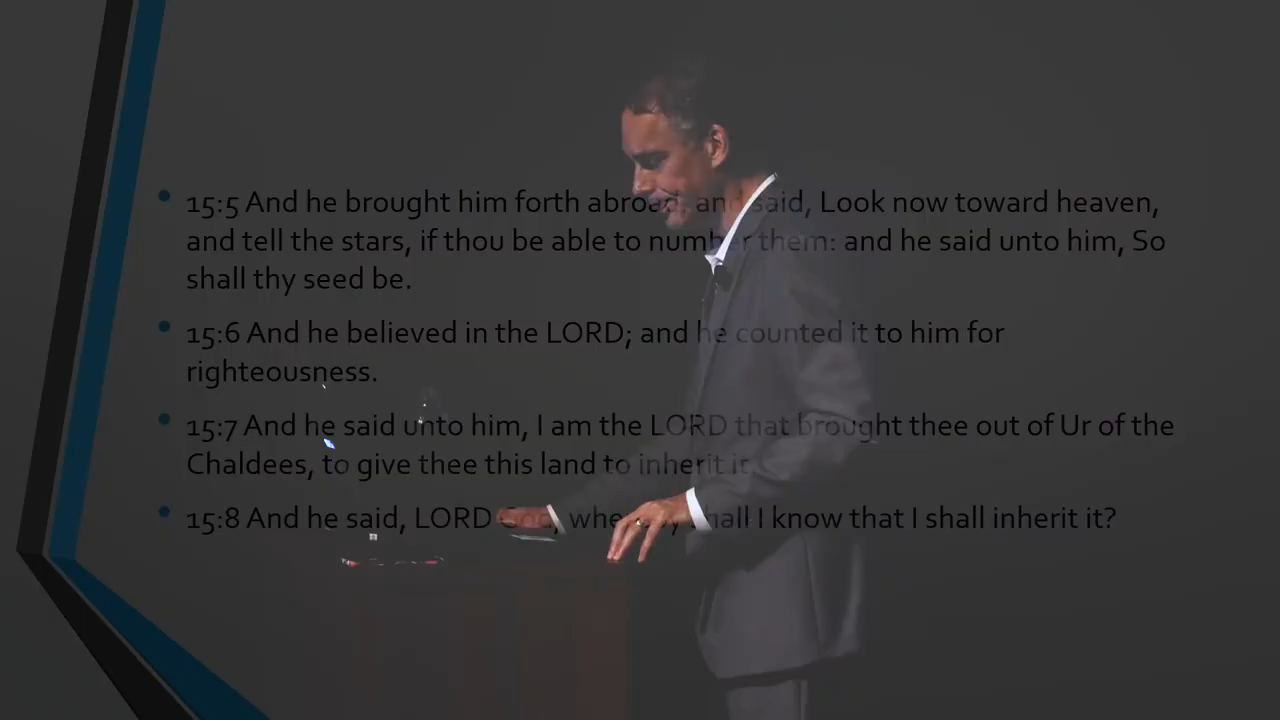 15:5 And he brought him forth abroad, and said, Look now toward heaven,
and tell the stars, if thou be able to number them: and he said unto him, So
shall thy seed be.
15:6 And he believed in the LORD; and he counted it to him for
righteousness.
15:7 And he said unto him, I am the LORD that brought thee out of Ur of the
Chaldees, to give thee this land to inherit it.
15:8 And he said, LORD God, whereby shall I know that I shall inherit it?